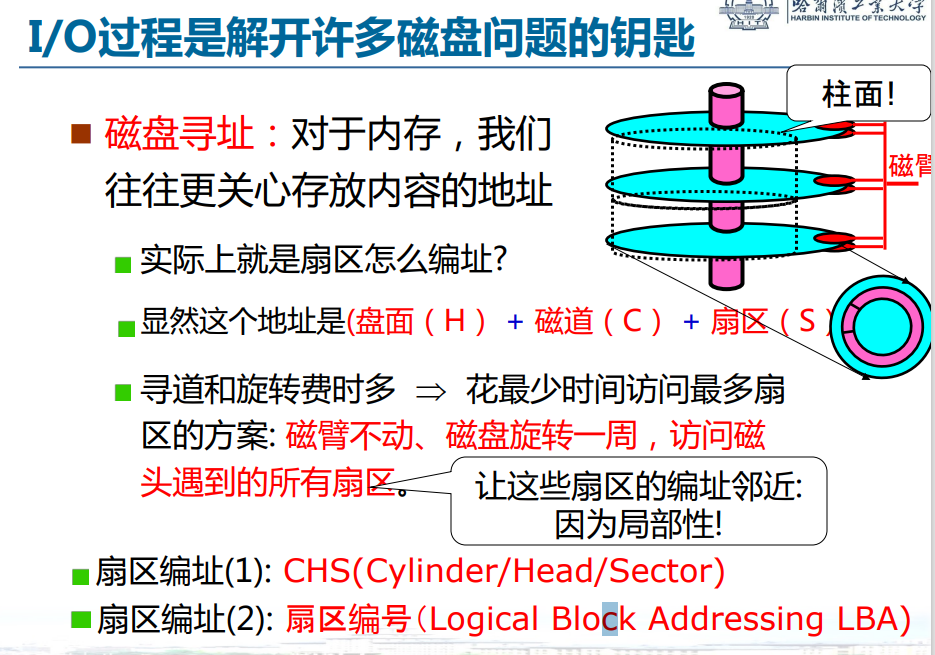 I/O过程是解开许多磁盘问题的钥匙
HARBIN INSTITUTE OF TECHNOLOGY
柱面!
磁盘寻址：对于内存，我们
往往更关心存放内容的地址
磁臂
实际上就是扇区怎么编址?
显然这个地址是(盘面（H ） + 磁道（C ） + 扇区（S ）
寻道和旋转费时多 ⇒ 花最少时间访问最多扇
区的方案: 磁臂不动、磁盘旋转一周，访问磁
头遇到的所有扇区。
让这些扇区的编址邻近:
因为局部性!
扇区编址(1): CHS(Cylinder/Head/Sector)
扇区编址(2): 扇区编号（Logical Block Addressing LBA)